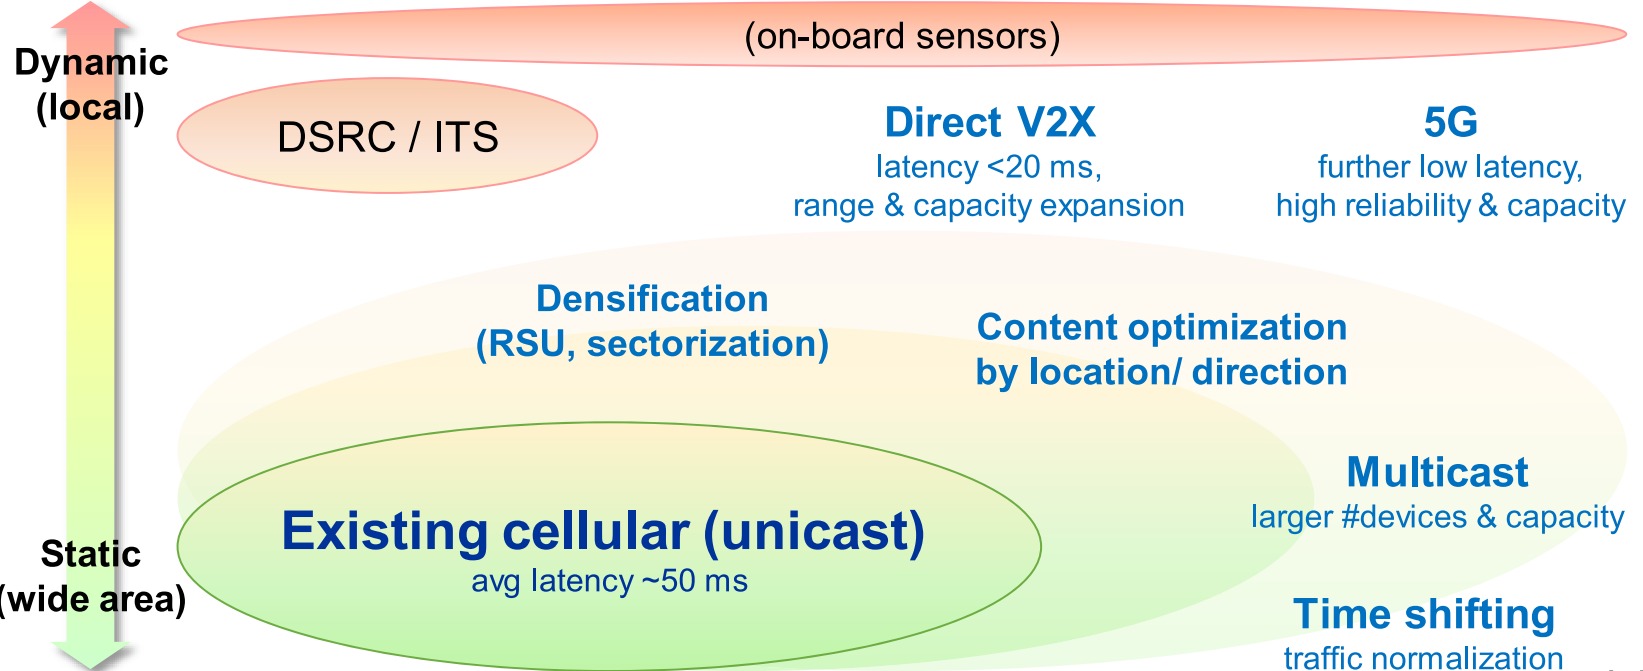 (on-board sensors)
Dynamic
(local)
DSRC / ITS
Direct V2X
latency <20 ms,
range & capacity expansion
5G
further low latency,
high reliability & capacity
Densification
(RSU, sectorization)
Content optimization
by location/ direction
Multicast
larger #devices & capacity
Existing cellular (unicast)
avg latency ~50 ms
Static
(wide area)
Time shifting
traffic normalization